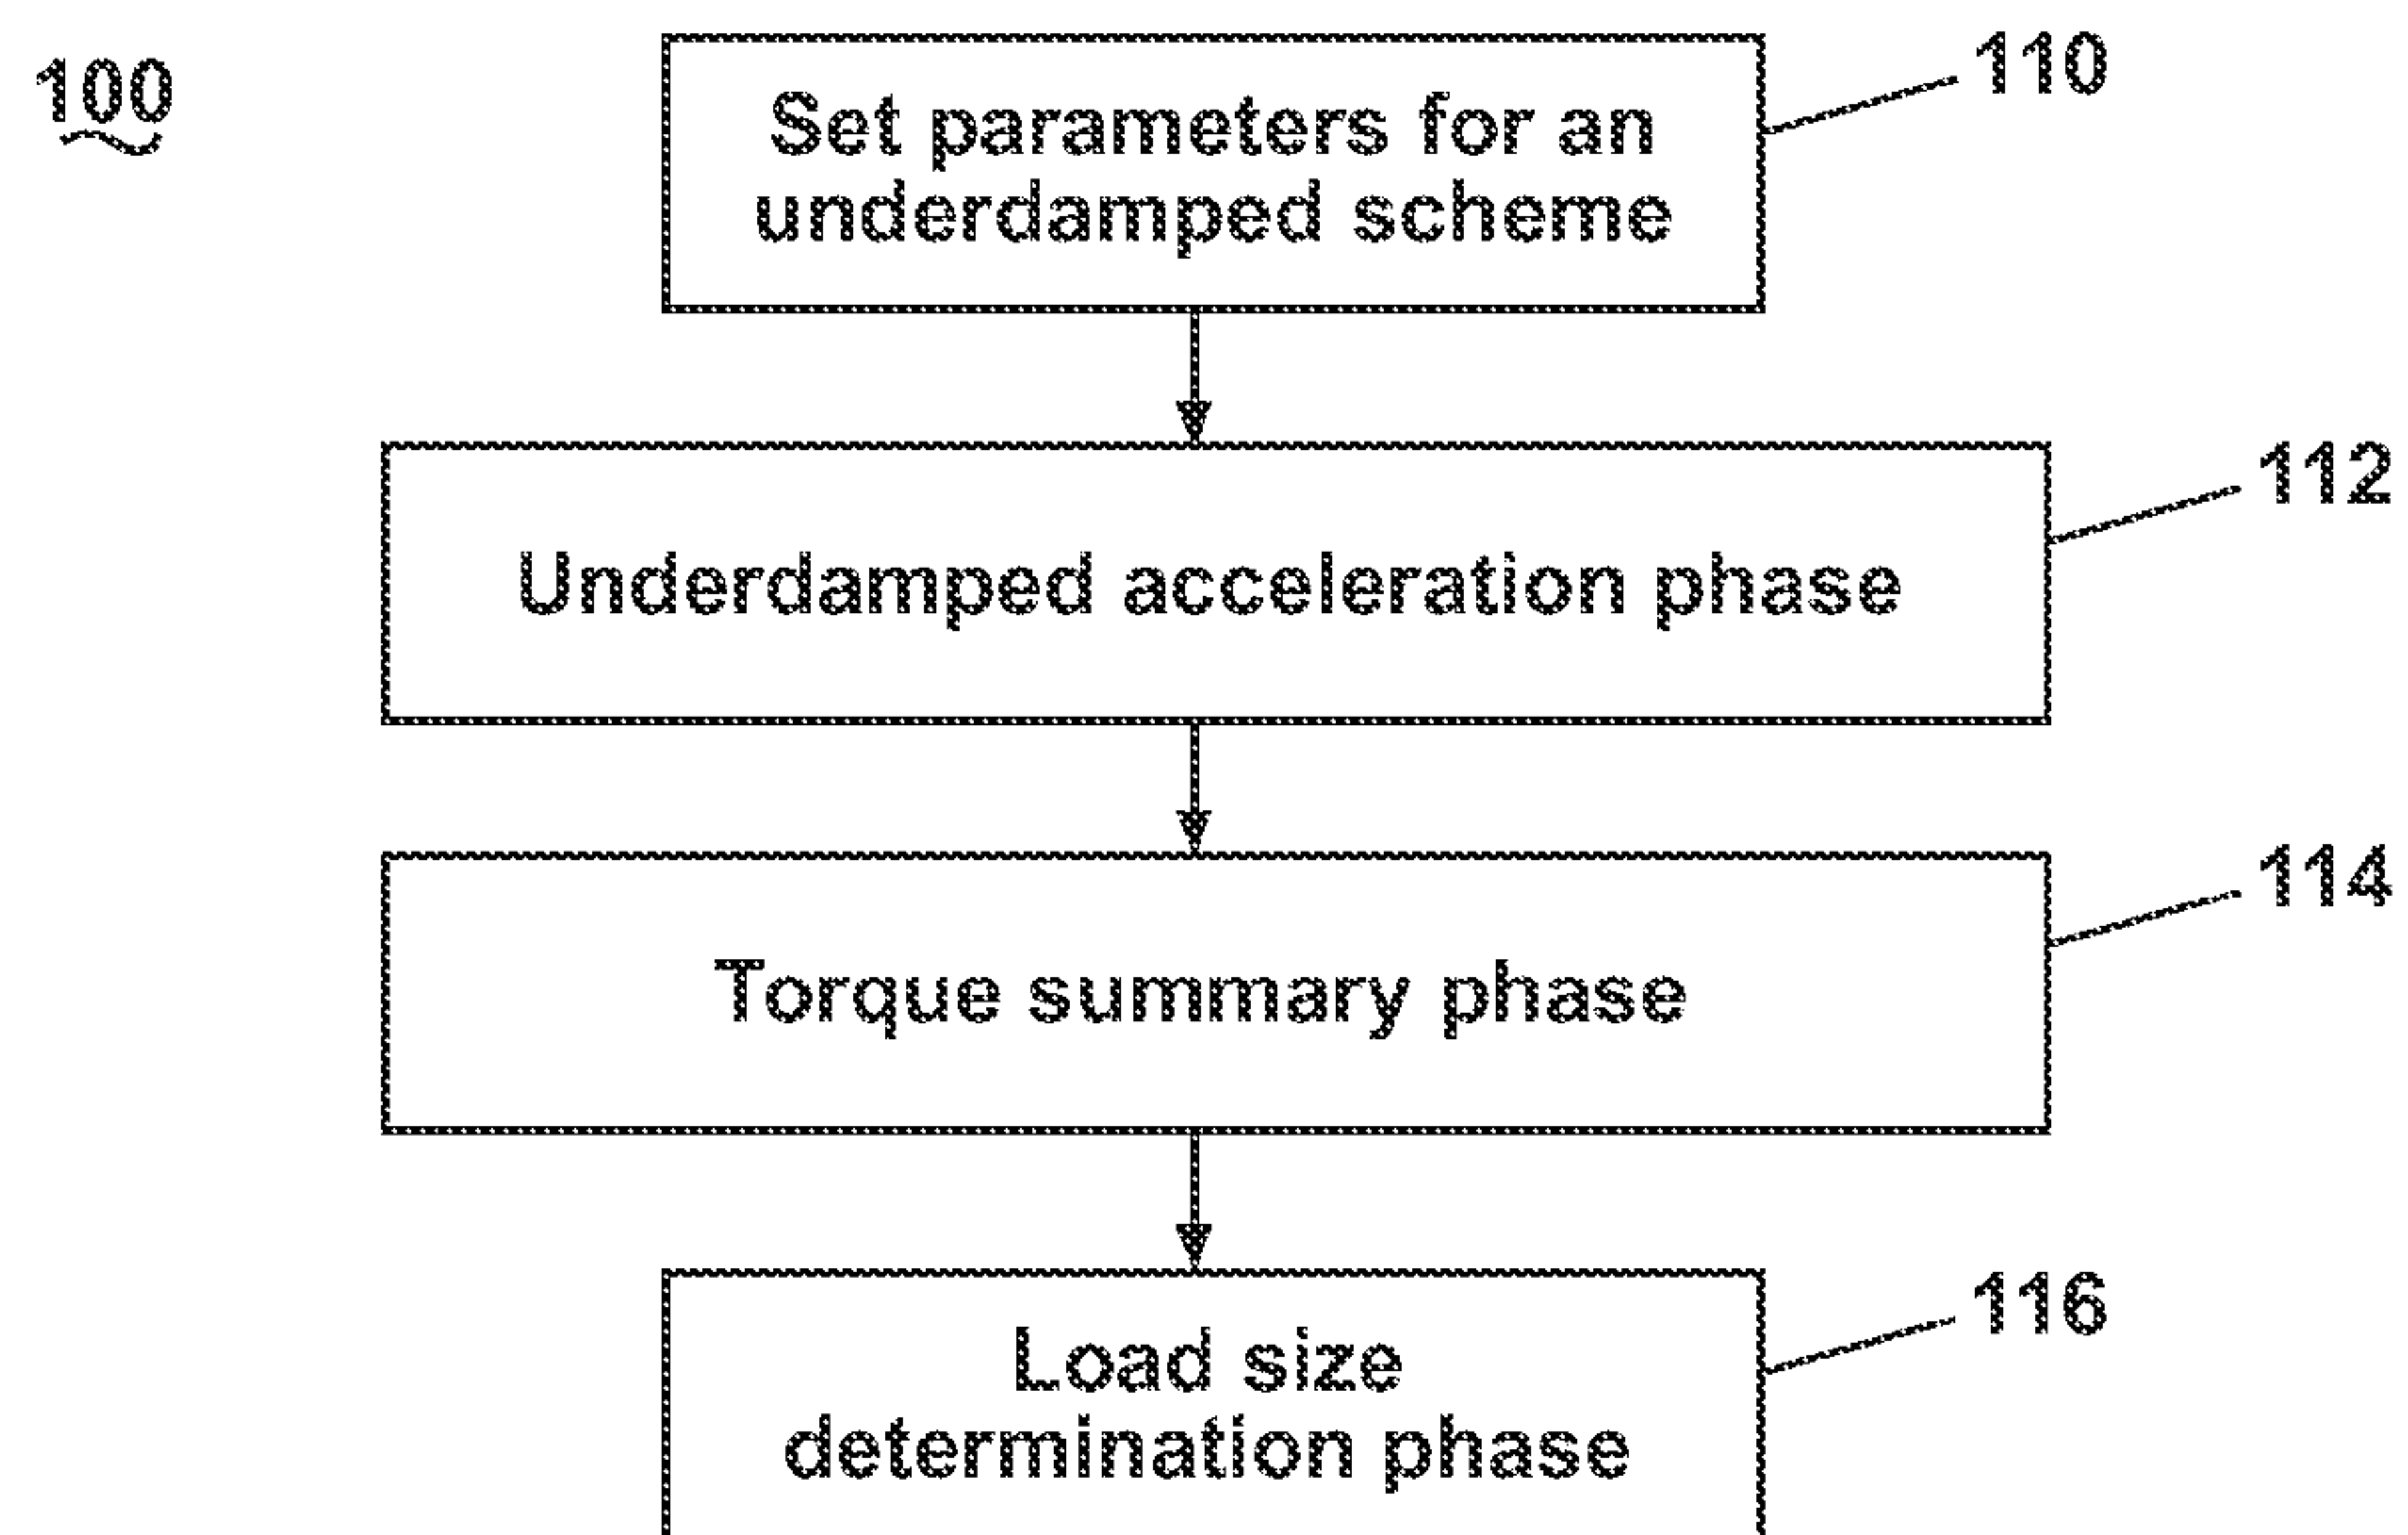 100
110
Set parameters for an
underdamped scheme
112
Underdamped acceleration phase
114
Torque summary phase
116
Load size
determination phase